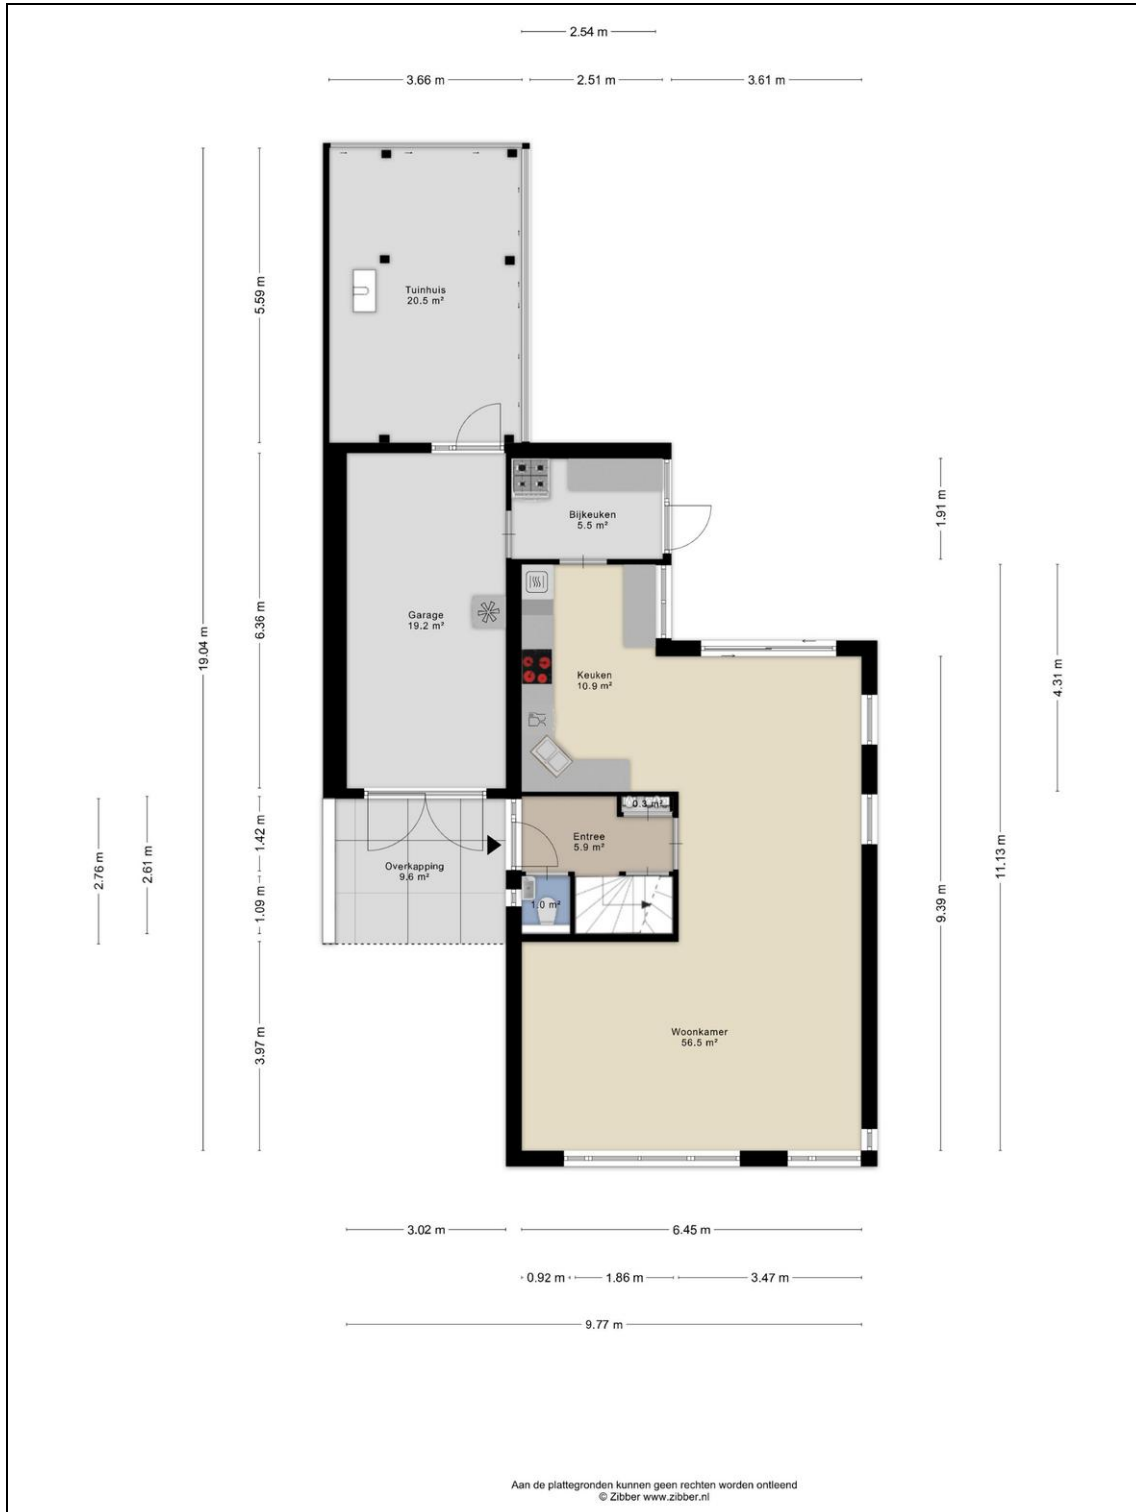 2.54 m
3.66 m
2.51 m
3.61 m
19.04 m
5.59 m
Tuinhuis
20.5 m²
Bijkeuken
5.5 m²
1.91 m
6.36 m
Garage
19.2 m²
Keuken
10.9 m²
4.31 m
2.76 m
2.61 m
1.42 m
0.3 m²
Entree
5.9 m²
Overkapping
9.6 m²
1.09 m
1.0 m²
11.13 m
9.39 m
3.97 m
Woonkamer
56.5 m²
3.02 m
6.45 m
0.92 m
1.86 m
3.47 m
9.77 m
Aan de plattegronden kunnen geen rechten worden ontleend
© Zibber www.zibber.nl